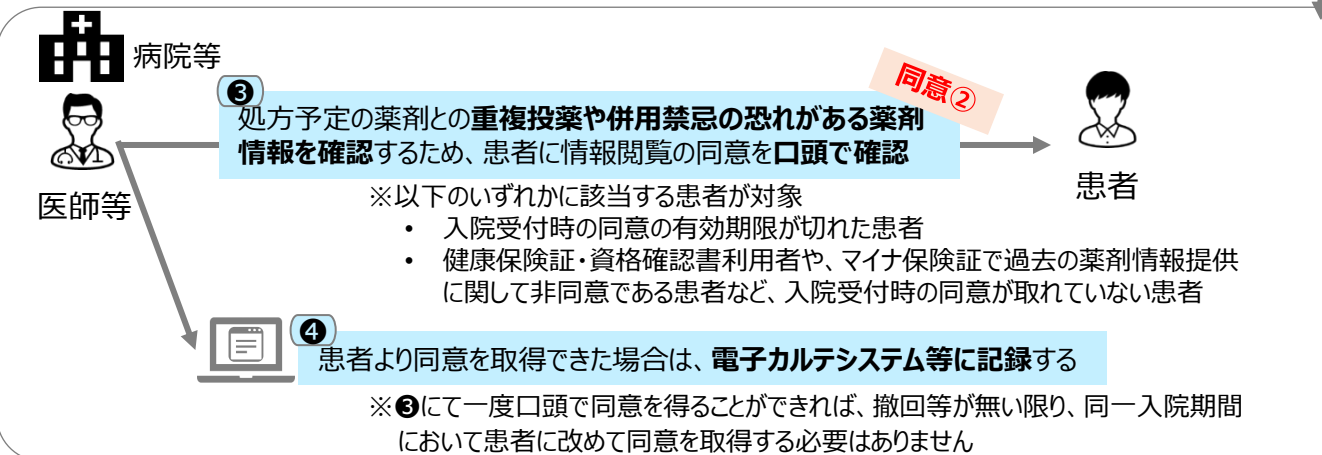 病院等
❸
同意②
処方予定の薬剤との重複投薬や併用禁忌の恐れがある薬剤
情報を確認するため、患者に情報閲覧の同意を口頭で確認
医師等
患者
※以下のいずれかに該当する患者が対象
• 入院受付時の同意の有効期限が切れた患者
• 健康保険証・資格確認書利用者や、マイナ保険証で過去の薬剤情報提供
に関して非同意である患者など、入院受付時の同意が取れていない患者
❹
患者より同意を取得できた場合は、電子カルテシステム等に記録する
※❸にて一度口頭で同意を得ることができれば、撤回等が無い限り、同一入院期間
において患者に改めて同意を取得する必要はありません